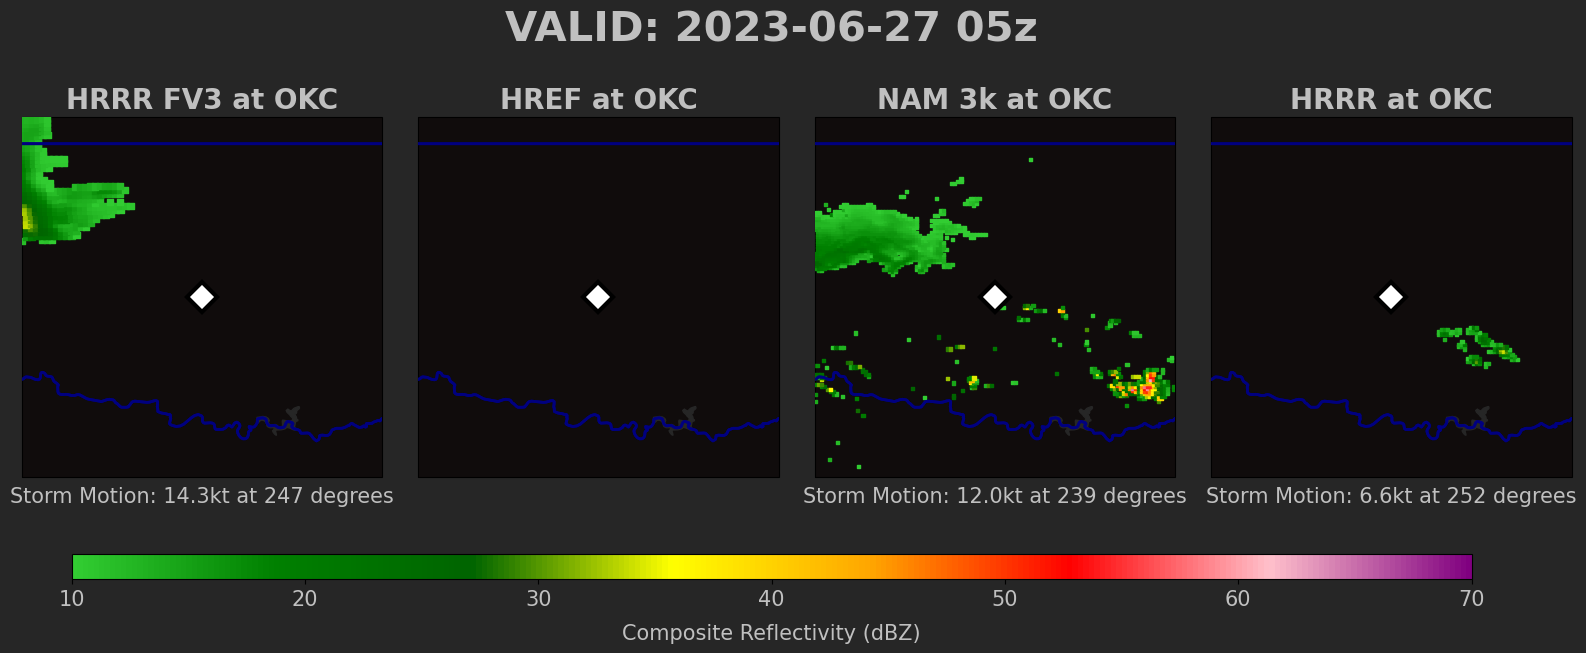 VALID: 2023-06-27 05z
HRRR FV3 at OKC
HREF at OKC
NAM 3k at OKC
HRRR at OKC
Storm Motion: 14.3kt at 247 degrees
Storm Motion: 12.0kt at 239 degrees
Storm Motion: 6.6kt at 252 degrees
10 20 30 40 50 60 70
Composite Reflectivity (dBZ)